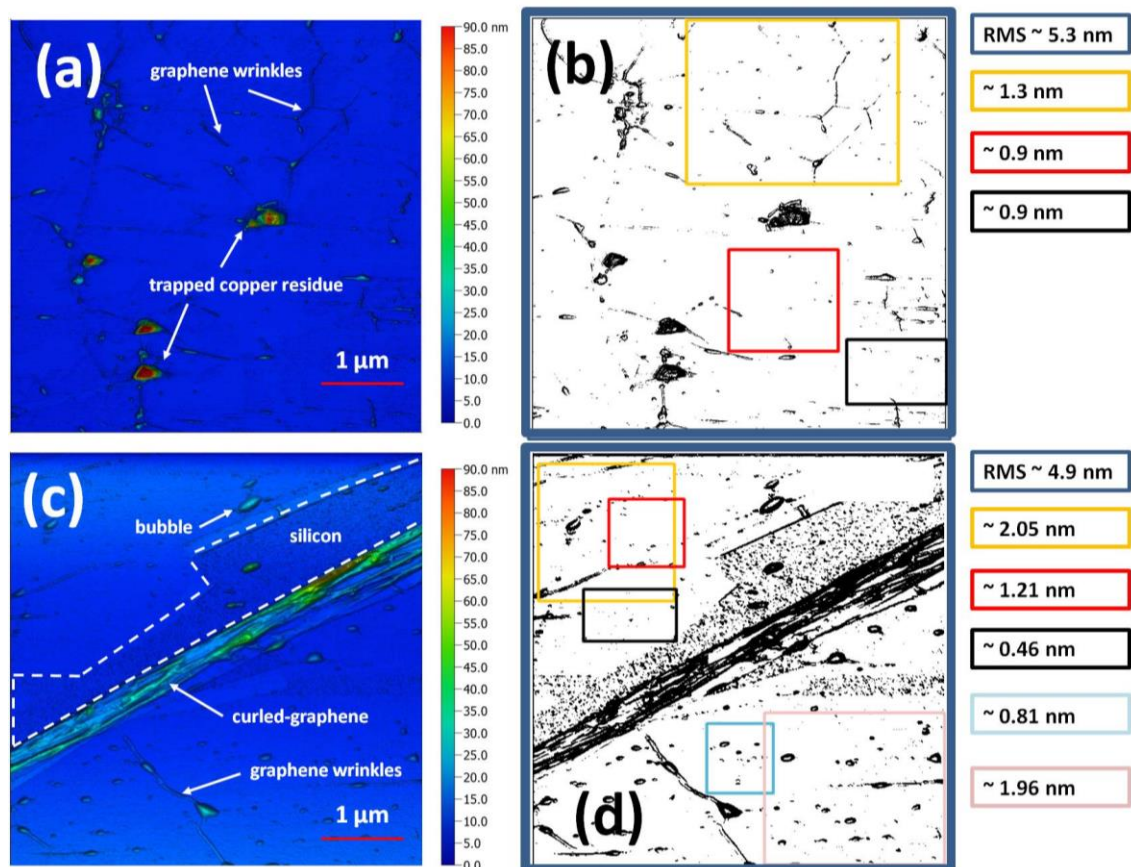 (a)
graphene wrinkles
trapped copper residue
1 µm
90.0 nm
85.0
80.0
75.0
70.0
65.0
60.0
55.0
50.0
45.0
40.0
35.0
30.0
25.0
20.0
15.0
10.0
5.0
0.0
(b)
RMS ~ 5.3 nm
~ 1.3 nm
~ 0.9 nm
~ 0.9 nm
(c)
bubble
silicon
curled-graphene
graphene wrinkles
1 µm
90.0 nm
80.0
75.0
70.0
65.0
60.0
55.0
50.0
45.0
40.0
35.0
30.0
25.0
20.0
15.0
10.0
5.0
0.0
(d)
RMS ~ 4.9 nm
~ 2.05 nm
~ 1.21 nm
~ 0.46 nm
~ 0.81 nm
~ 1.96 nm